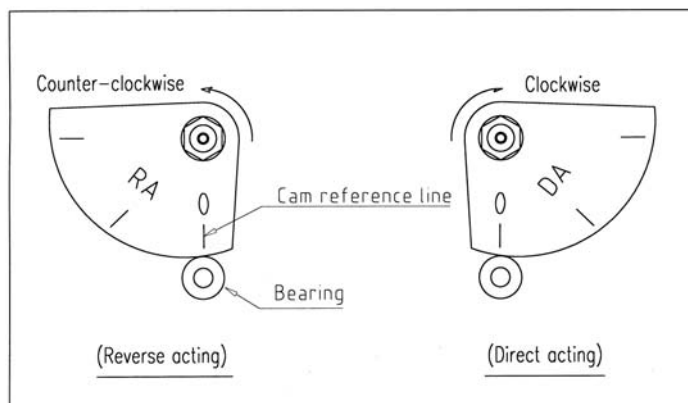 Counter-clockwise
Clockwise
RA
DA
0
0
Cam reference line
Bearing
(Reverse acting)
(Direct acting)